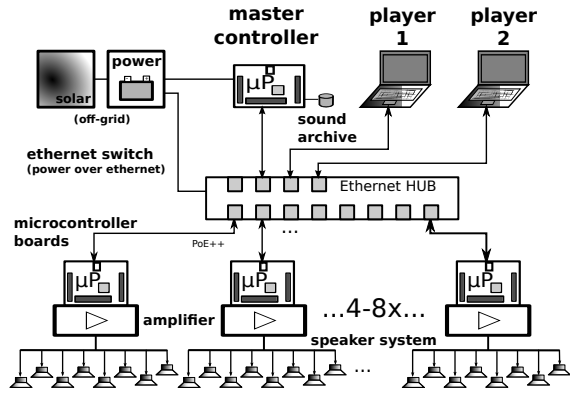 master
controller
player
1
player
2
power
solar
(off-grid)
µP
sound
archive
ethernet switch
(power over ethernet)
Ethernet HUB
microcontroller
boards
PoE++
...
µP
µP
µP
amplifier
...4-8x...
speaker system
...